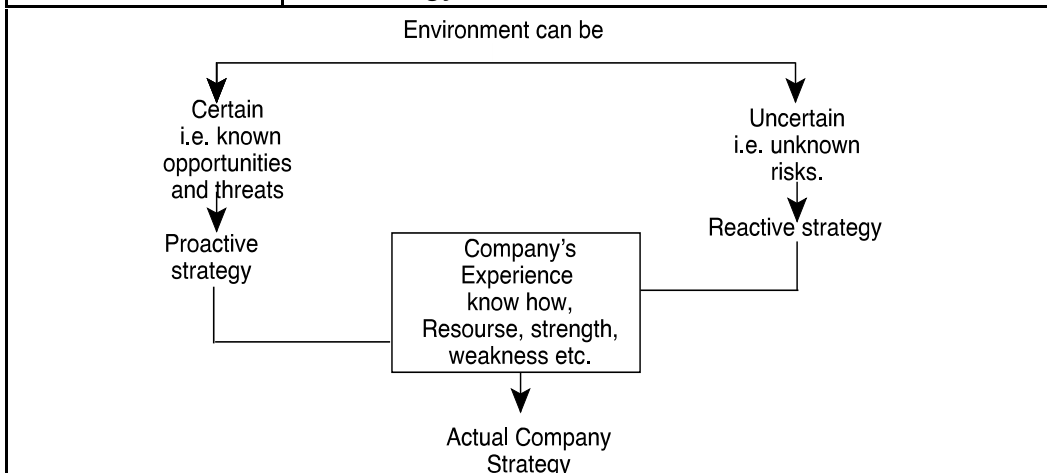 Environment can be
Certain
i.e. known
opportunities
and threats
Uncertain
i.e. unknown
risks.
Proactive
strategy
Reactive strategy
Company's
Experience
know how,
Resourse, strength,
weakness etc.
Actual Company
Strategy